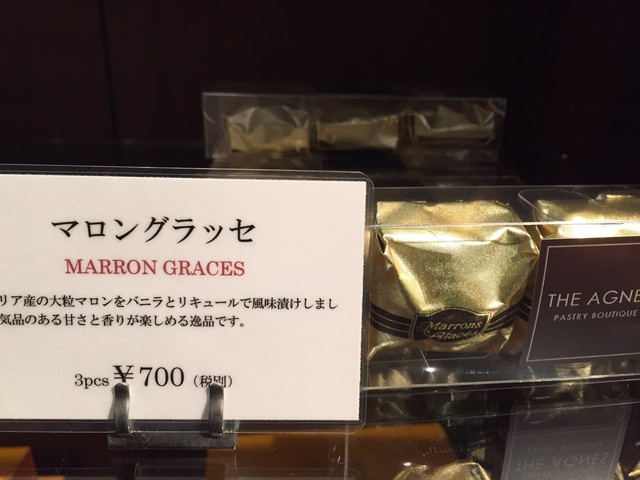 マロングラッセ
MARRON GRACES
リア産の大粒マロンをバニラとリキュールで風味漬けしまし
気品のある甘さと香りが楽しめる逸品です。
3pcs ¥700 (税別)
Marrons
Glacés
THE AGNES
PASTRY BOUTIQUE
THE AGNES